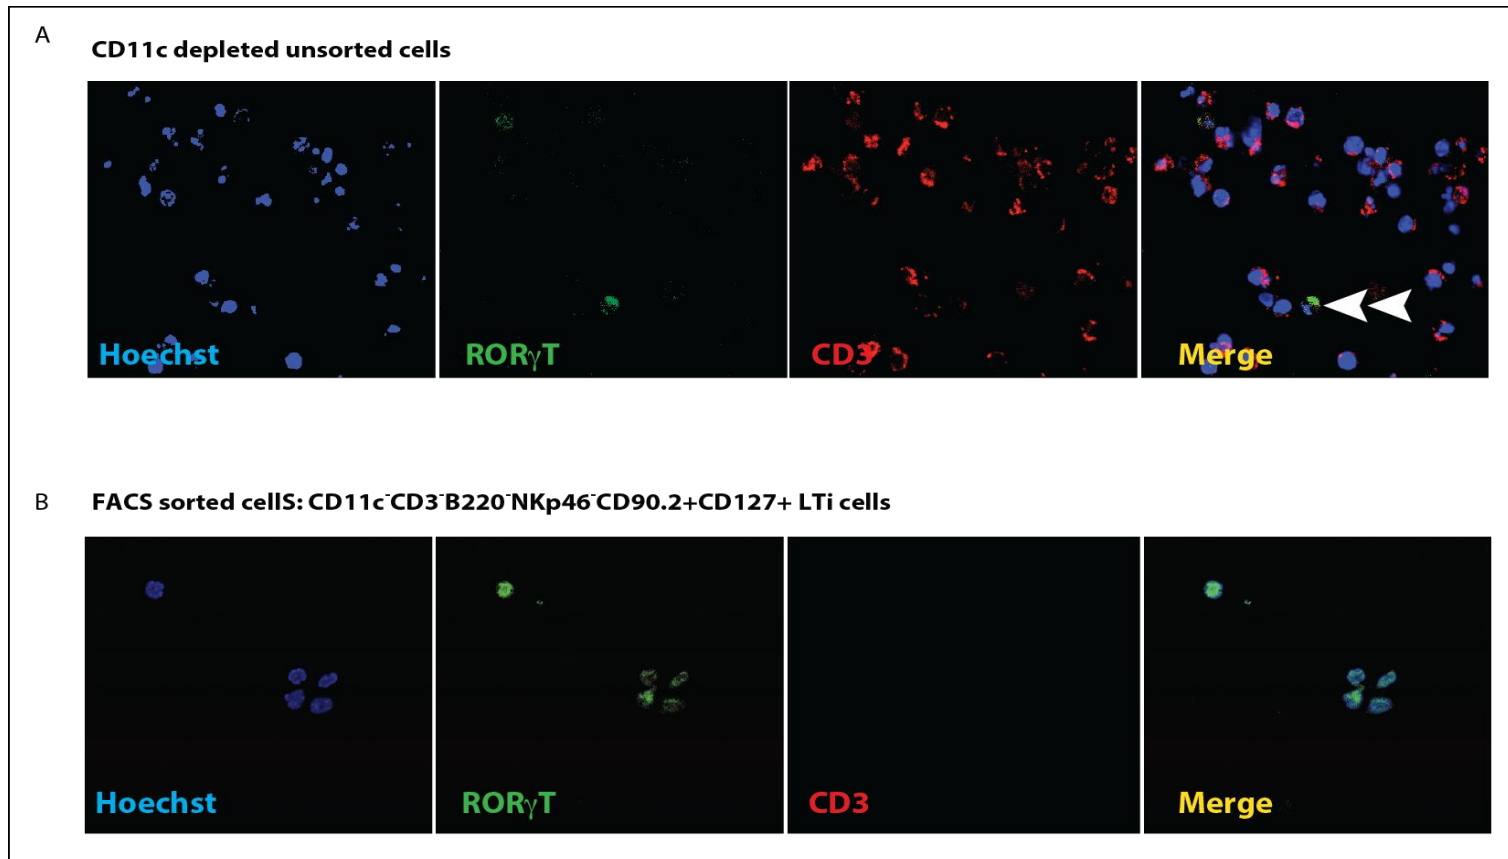 A
CD11c depleted unsorted cells
Hoechst
RORγT
CD3
Merge
B
FACS sorted cellS: CD11c⁻CD3⁻B220⁻NKp46⁻CD90.2+CD127+ LTi cells
Hoechst
RORγT
CD3
Merge